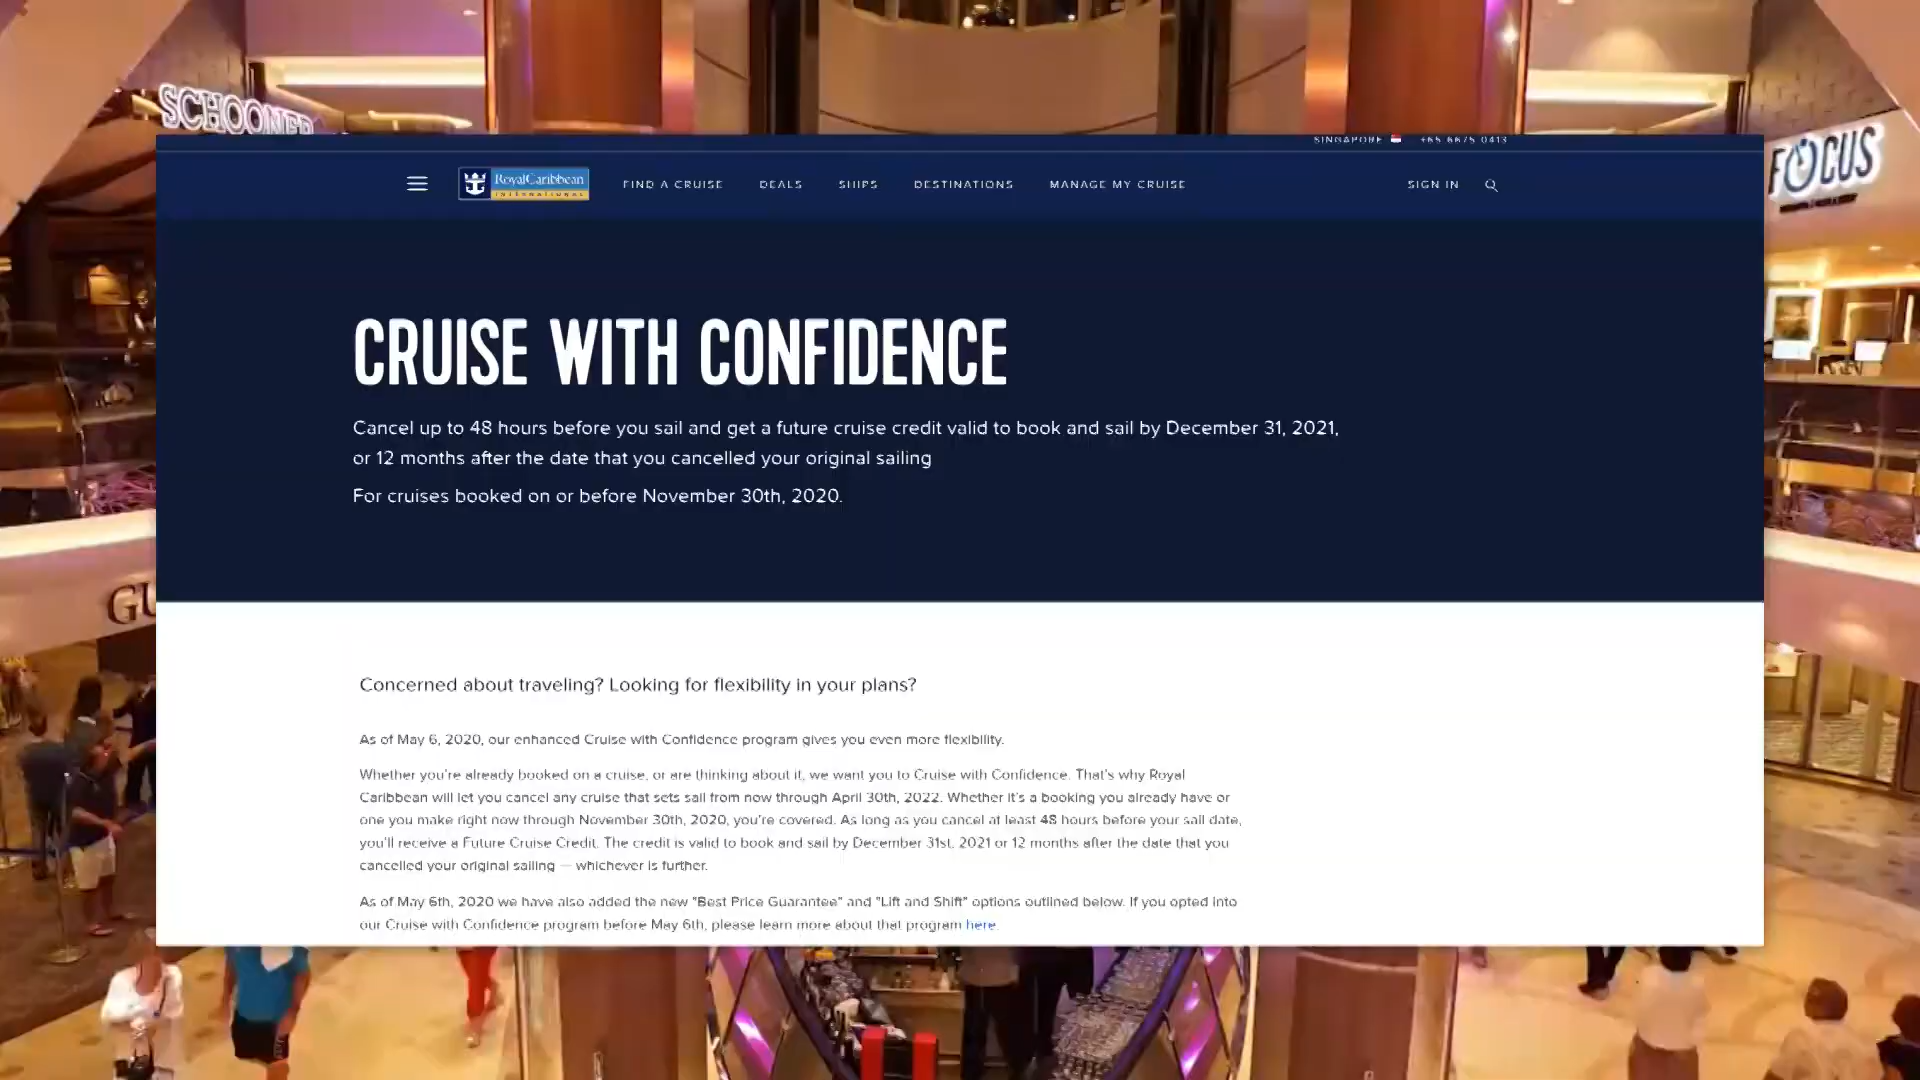 SCHOONER
SINGAPORE +65 6675 0413
RoyalCaribbean
International
FIND A CRUISE DEALS SHIPS DESTINATIONS MANAGE MY CRUISE SIGN IN
FOCUS
CRUISE WITH CONFIDENCE
Cancel up to 48 hours before you sail and get a future cruise credit valid to book and sail by December 31, 2021,
or 12 months after the date that you cancelled your original sailing
For cruises booked on or before November 30th, 2020.
GU
Concerned about traveling? Looking for flexibility in your plans?
As of May 6, 2020, our enhanced Cruise with Confidence program gives you even more flexibility.
Whether you're already booked on a cruise, or are thinking about it, we want you to Cruise with Confidence. That's why Royal
Caribbean will let you cancel any cruise that sets sail from now through April 30th, 2022. Whether it's a booking you already have or
one you make right now through November 30th, 2020, you're covered. As long as you cancel at least 48 hours before your sail date,
you'll receive a Future Cruise Credit. The credit is valid to book and sail by December 31st, 2021 or 12 months after the date that you
cancelled your original sailing — whichever is further.
As of May 6th, 2020 we have also added the new "Best Price Guarantee" and "Lift and Shift" options outlined below. If you opted into
our Cruise with Confidence program before May 6th, please learn more about that program here.